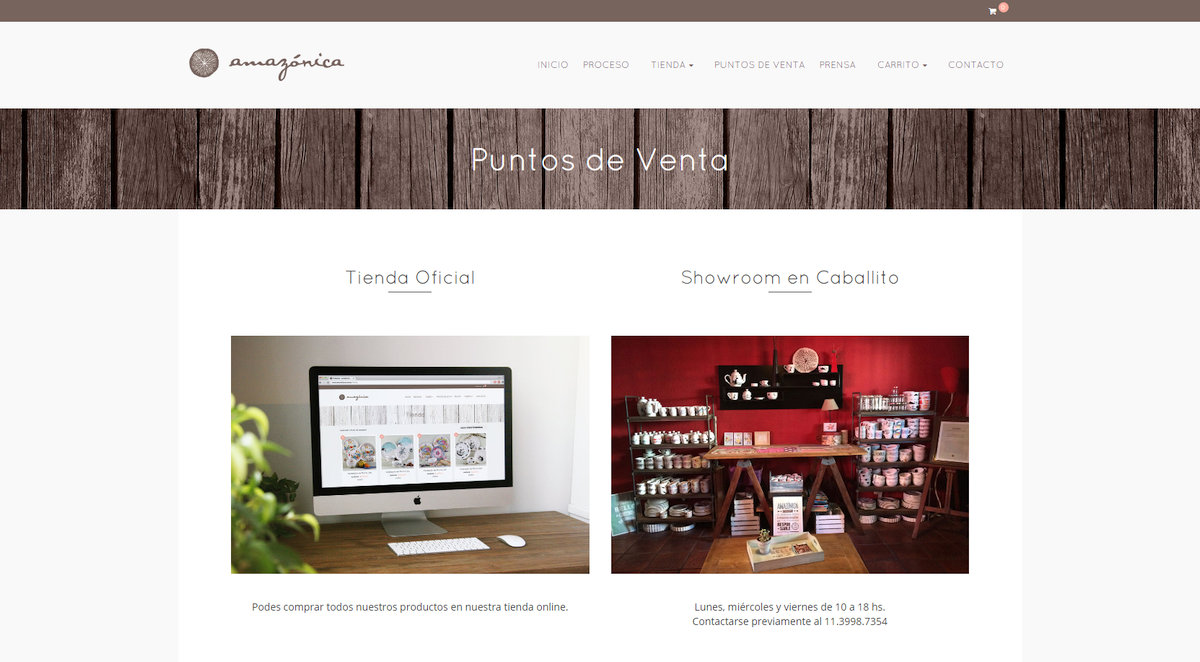 0
amazónica
INICIO PROCESO TIENDA PUNTOS DE VENTA PRENSA CARRITO CONTACTO
Puntos de Venta
Tienda Oficial
Showroom en Caballito
amazónica
Tienda
Podes comprar todos nuestros productos en nuestra tienda online.
Lunes, miércoles y viernes de 10 a 18 hs.
Contactarse previamente al 11.3998.7354